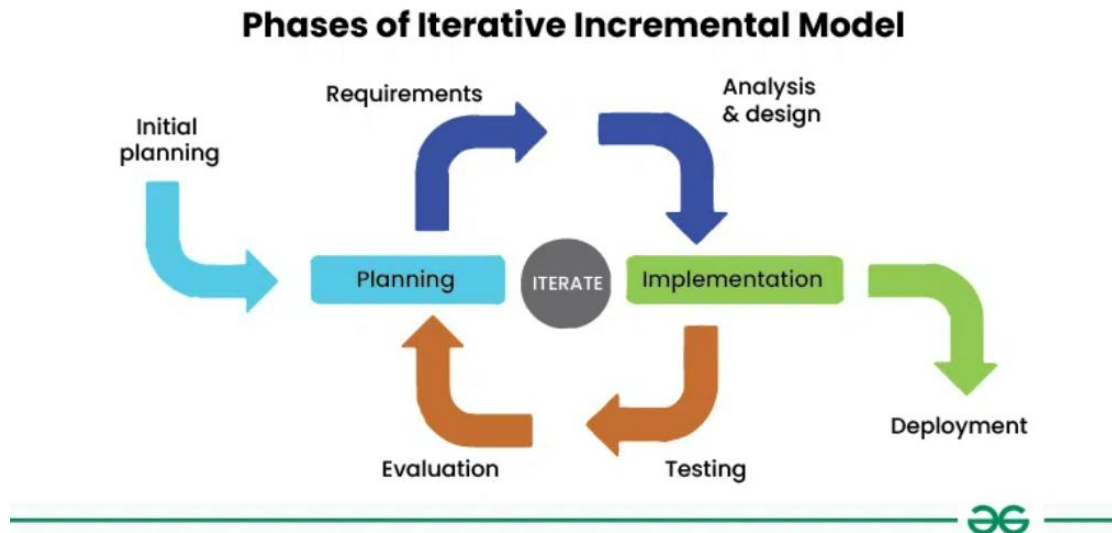 Phases of Iterative Incremental Model
Requirements
Analysis
& design
Initial
planning
Planning
ITERATE
Implementation
Deployment
Evaluation
Testing